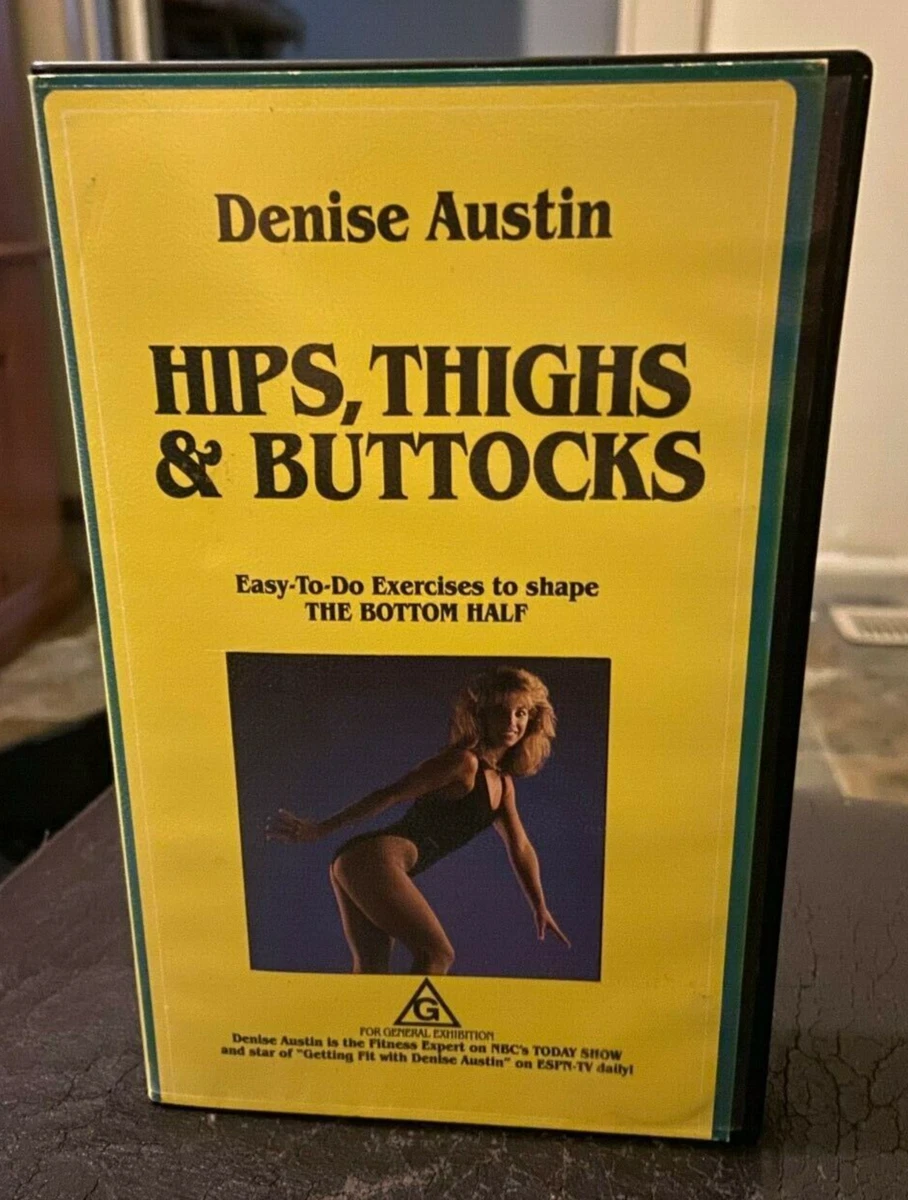 Denise Austin
HIPS, THIGHS
& BUTTOCKS
Easy-To-Do Exercises to shape
THE BOTTOM HALF
G
FOR GENERAL EXHIBITION
Denise Austin is the Fitness Expert on NBC's TODAY SHOW
and star of "Getting Fit with Denise Austin" on ESPN-TV daily!